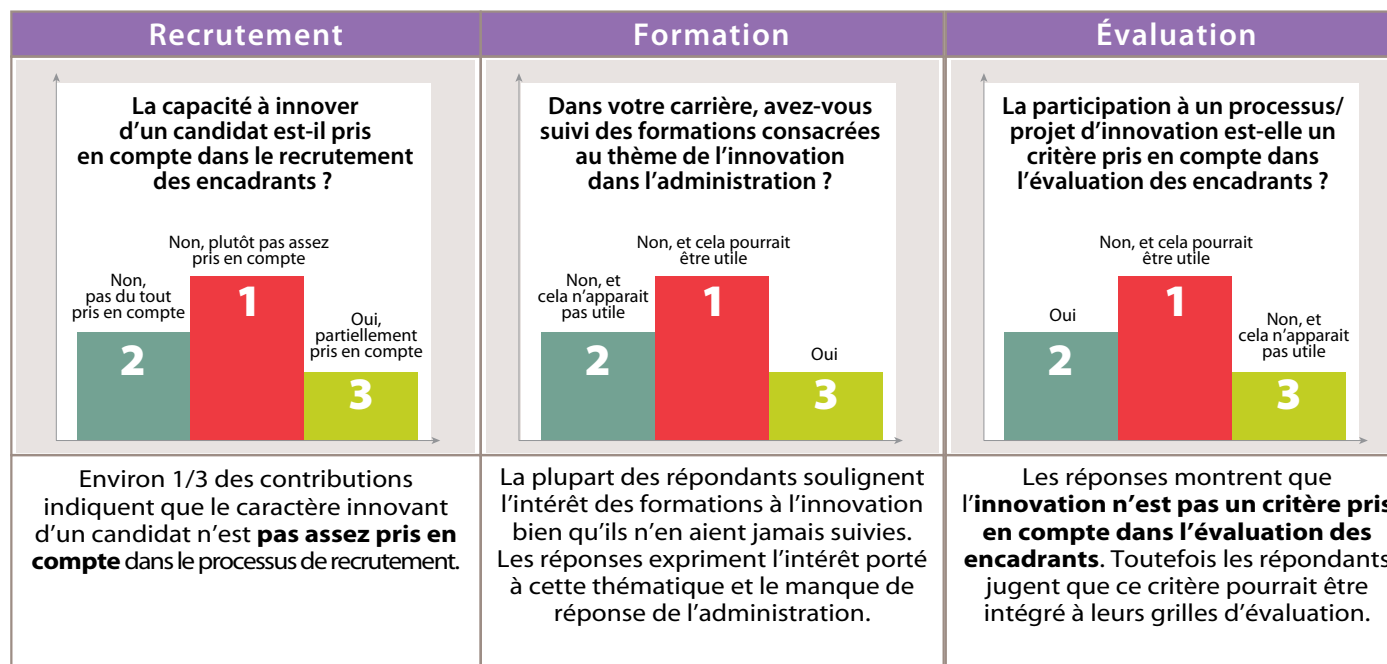 Recrutement
La capacité à innover
d’un candidat est-il pris
en compte dans le recrutement
des encadrants ?
Non, plutôt pas assez
pris en compte
Non,
pas du tout
pris en compte
Oui,
partiellement
pris en compte
2
1
3
Environ 1/3 des contributions
indiquent que le caractère innovant
d’un candidat n’est pas assez pris en
compte dans le processus de recrutement.
Formation
Dans votre carrière, avez-vous
suivi des formations consacrées
au thème de l’innovation
dans l’administration ?
Non, et cela pourrait
être utile
Non, et
cela n’apparait
pas utile
Oui
2
1
3
La plupart des répondants soulignent
l’intérêt des formations à l’innovation
bien qu’ils n’en aient jamais suivies.
Les réponses expriment l’intérêt porté
à cette thématique et le manque de
réponse de l’administration.
Évaluation
La participation à un processus/
projet d’innovation est-elle un
critère pris en compte dans
l’évaluation des encadrants ?
Non, et cela pourrait
être utile
Oui
Non, et
cela n’apparait
pas utile
2
1
3
Les réponses montrent que
l’innovation n’est pas un critère pris
en compte dans l’évaluation des
encadrants. Toutefois les répondants
jugent que ce critère pourrait être
intégré à leurs grilles d’évaluation.